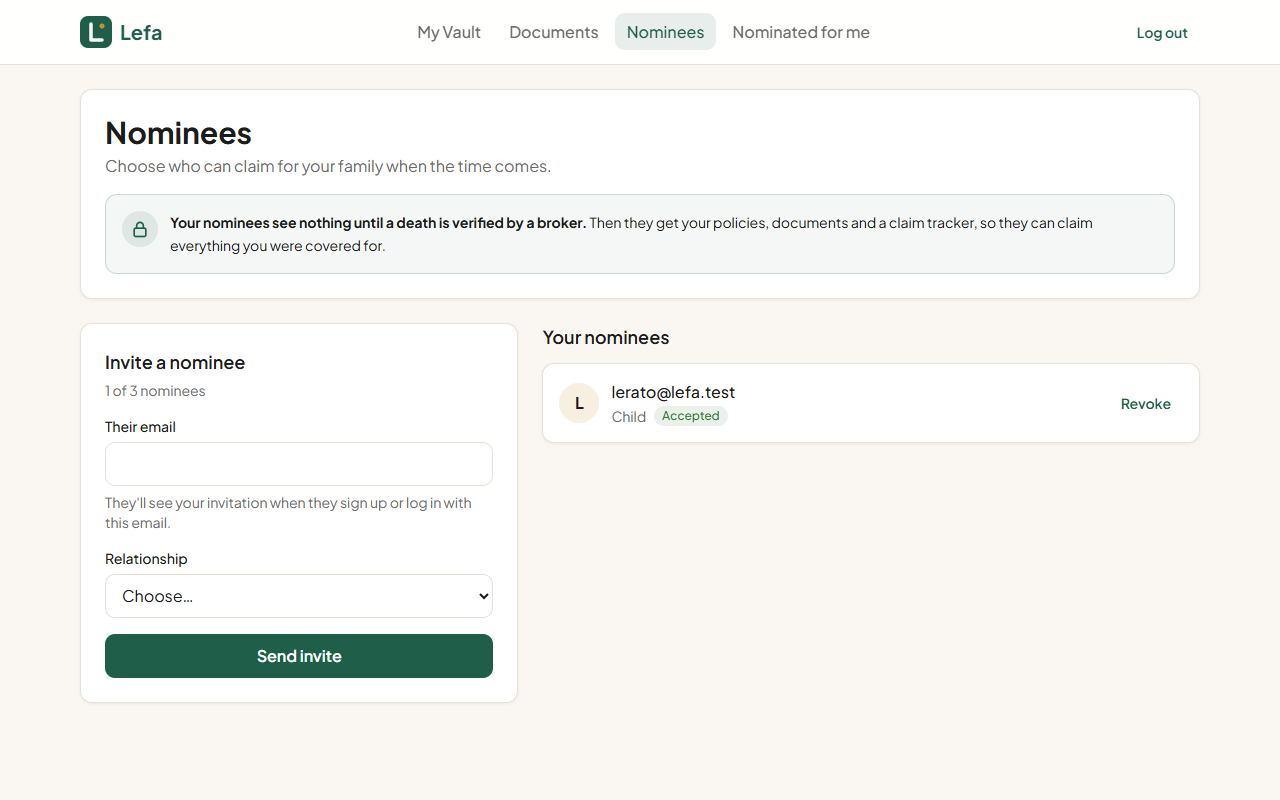 Lefa
My Vault
Documents
Nominees
Nominated for me
Log out
Nominees
Choose who can claim for your family when the time comes.
Your nominees see nothing until a death is verified by a broker. Then they get your policies, documents and a claim tracker, so they can claim
everything you were covered for.
Invite a nominee
1 of 3 nominees
Their email
They'll see your invitation when they sign up or log in with
this email.
Relationship
Choose...
Send invite
Your nominees
L
lerato@lefa.test
Child
Accepted
Revoke